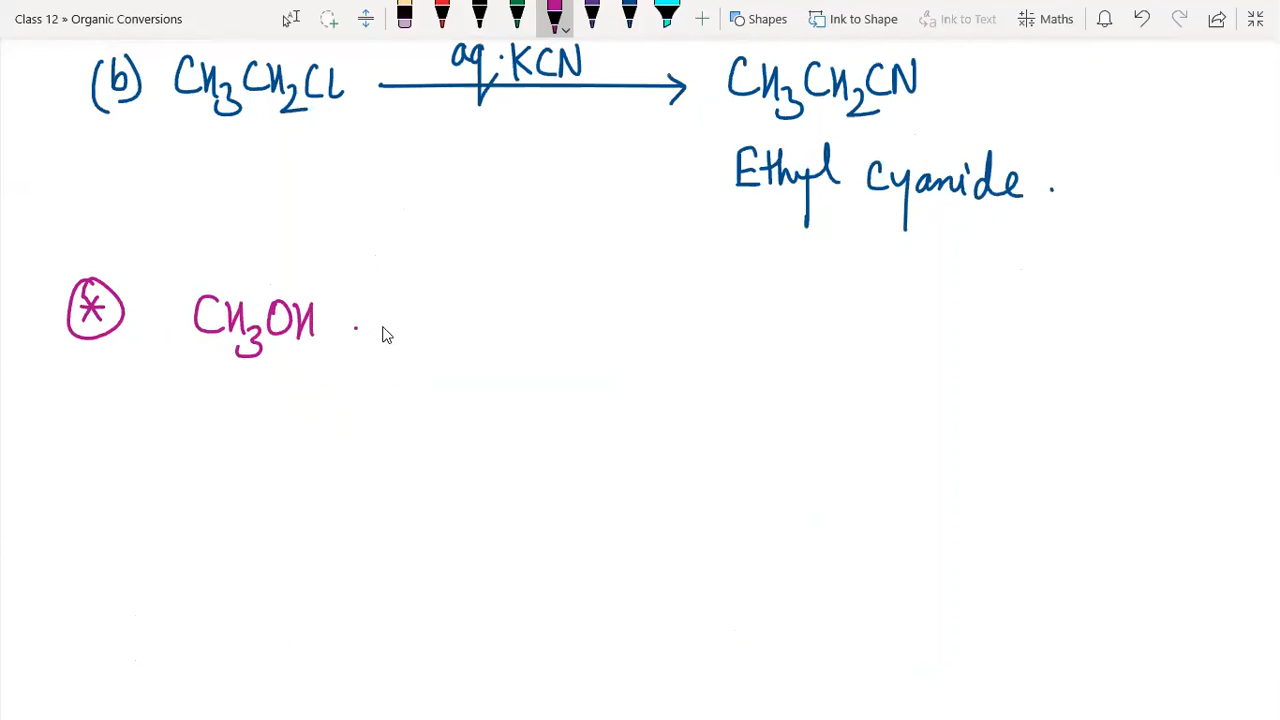 Class 12 » Organic Conversions Shapes Ink to Shape Ink to Text Maths
(b) CH3CH2Cl aq. KCN CH3CH2CN
Ethyl Cyanide .
* CH3OH .